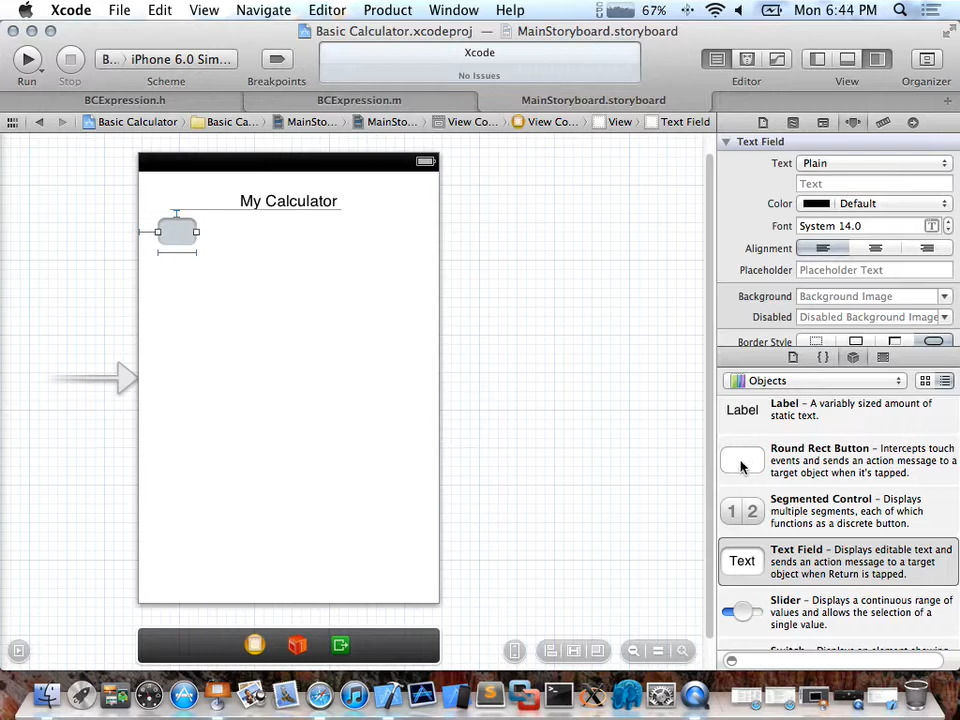 Xcode File Edit View Navigate Editor Product Window Help 67% Mon 6:44 PM
Basic Calculator.xcodeproj — MainStoryboard.storyboard
B... iPhone 6.0 Sim...
Xcode
No Issues
Run Stop Scheme Breakpoints Editor View Organizer
BCExpression.h BCExpression.m MainStoryboard.storyboard
Basic Calculator Basic Ca... MainSto... MainSto... View Co... View Co... View Text Field
My Calculator
Text Field
Text Plain
Text
Color Default
Font System 14.0 T
Alignment
Placeholder Placeholder Text
Background Background Image
Disabled Disabled Background Image
Border Style
{ }
Objects
Label
Label – A variably sized amount of
static text.
Round Rect Button – Intercepts touch
events and sends an action message to a
target object when it's tapped.
1 2
Segmented Control – Displays
multiple segments, each of which
functions as a discrete button.
Text
Text Field – Displays editable text and
sends an action message to a target
object when Return is tapped.
Slider – Displays a continuous range of
values and allows the selection of a
single value.